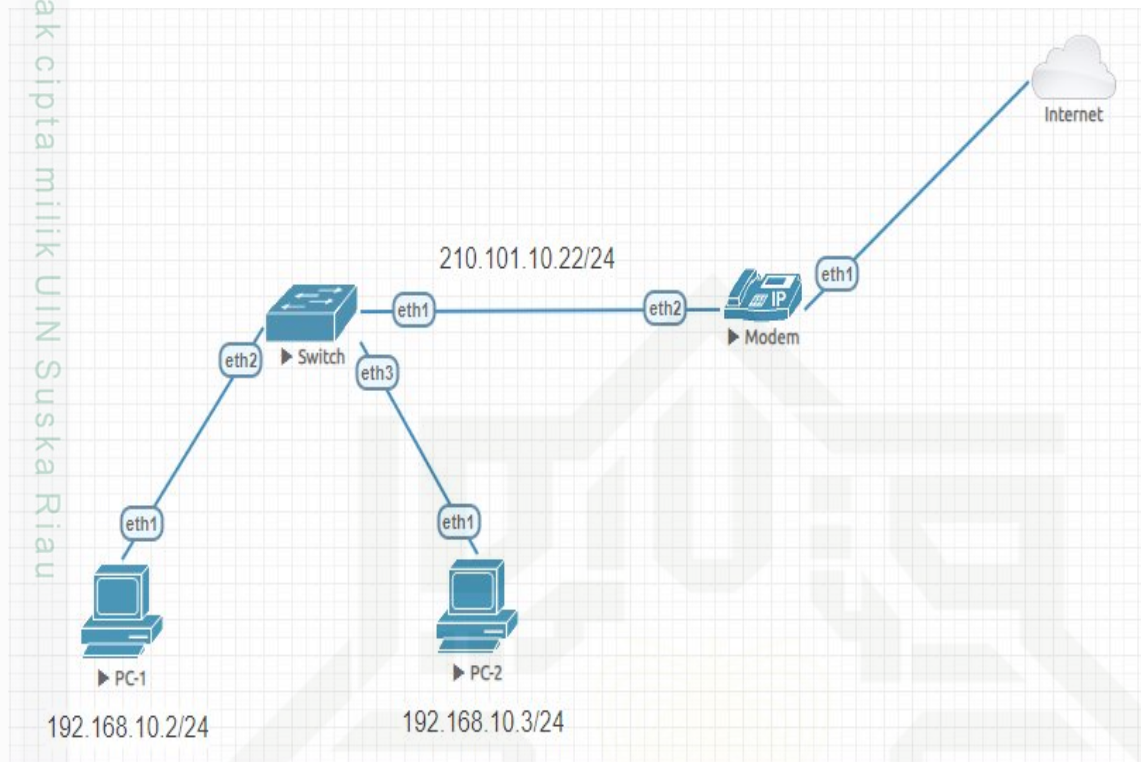 ak cipta milik UIN Suska Riau
Internet
210.101.10.22/24
eth1
eth1
eth2
IP
Modem
Switch
eth2
eth3
eth1
eth1
PC-1
PC-2
192.168.10.2/24
192.168.10.3/24